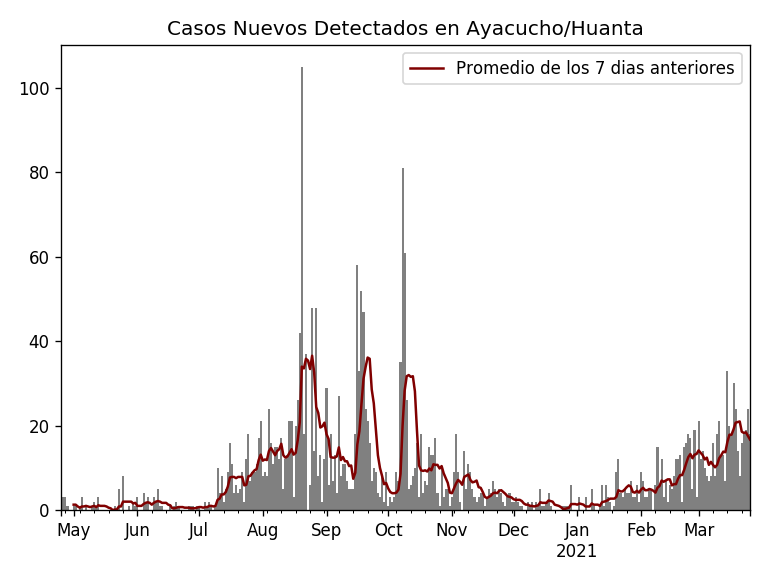 Casos Nuevos Detectados en Ayacucho/Huanta
Promedio de los 7 dias anteriores
100
80
60
40
20
0
May Jun Jul Aug Sep Oct Nov Dec Jan Feb Mar
2021